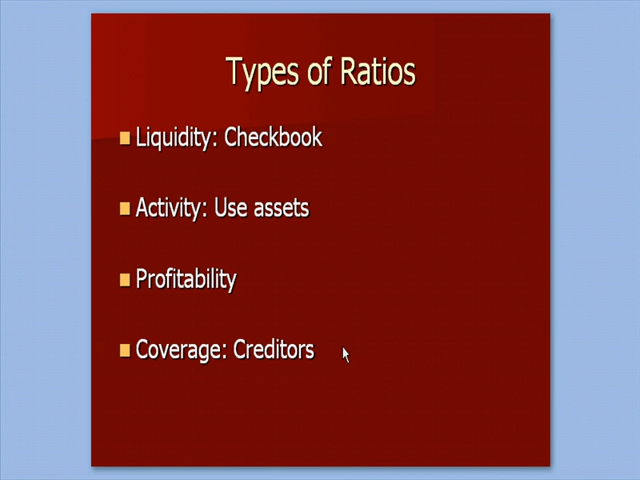 Types of Ratios
Liquidity: Checkbook
Activity: Use assets
Profitability
Coverage: Creditors